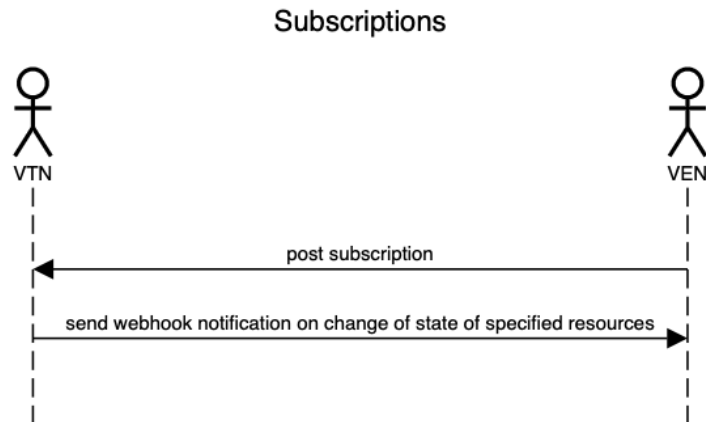 Subscriptions
VTN
VEN
post subscription
send webhook notification on change of state of specified resources